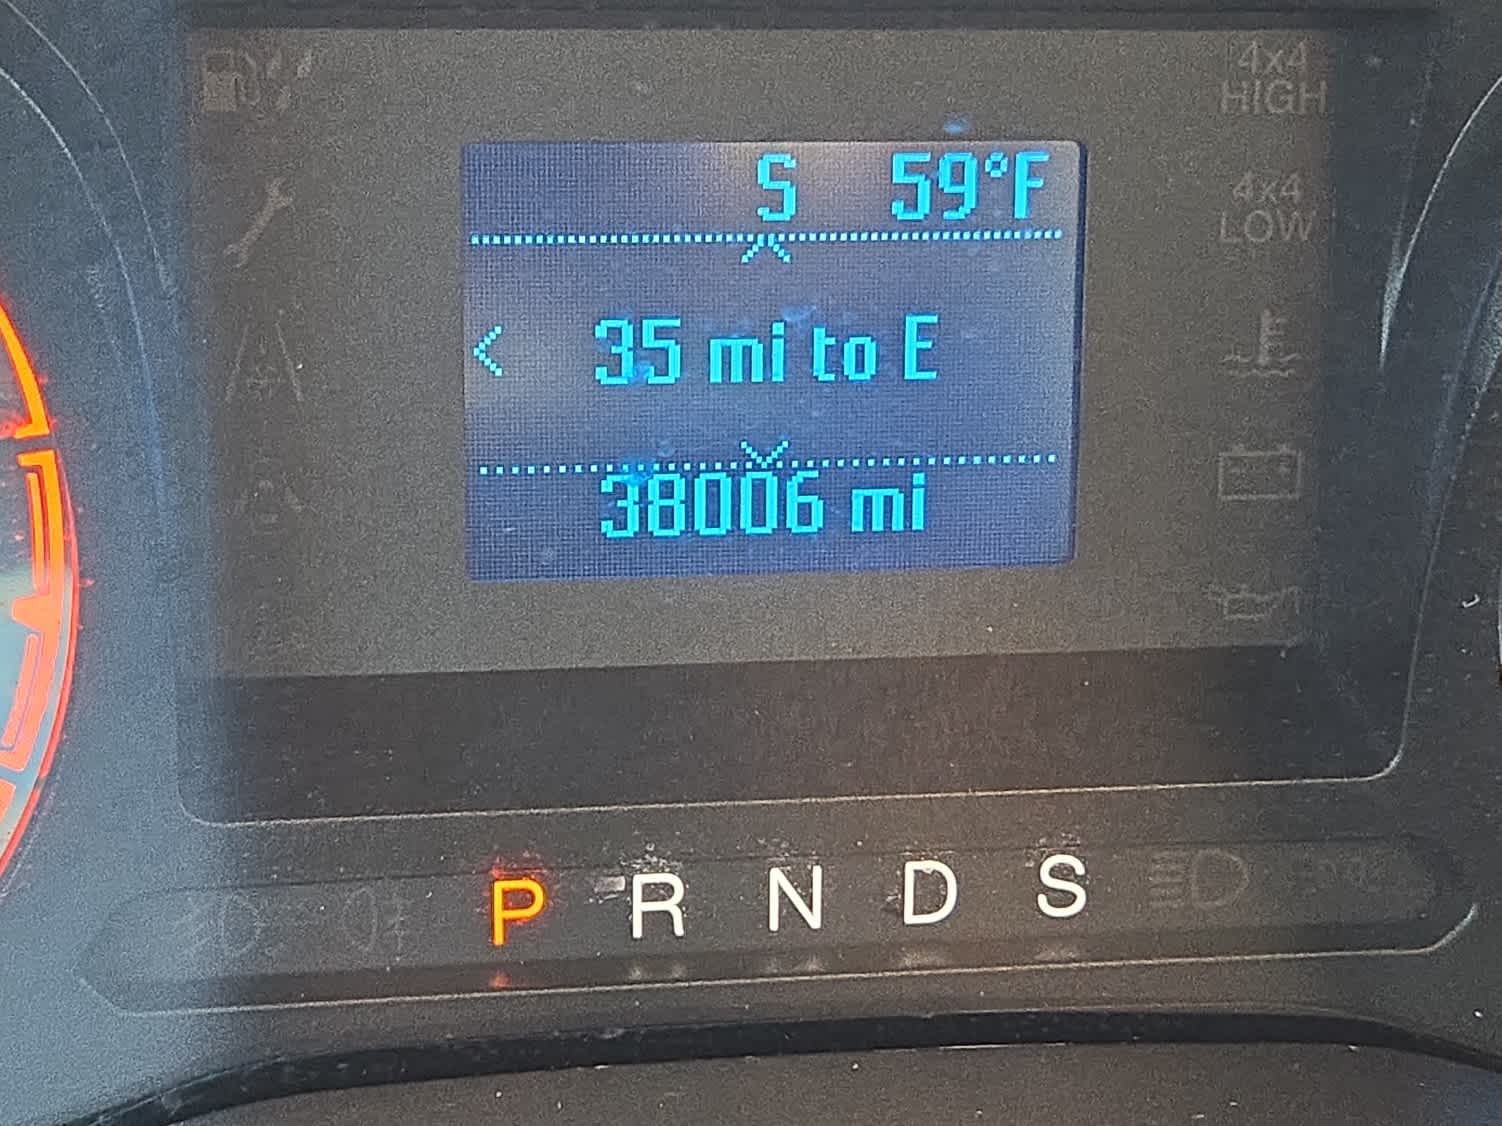 4x4
HIGH
S 59°F
4x4
LOW
< 35 mi to E
38006 mi
P R N D S